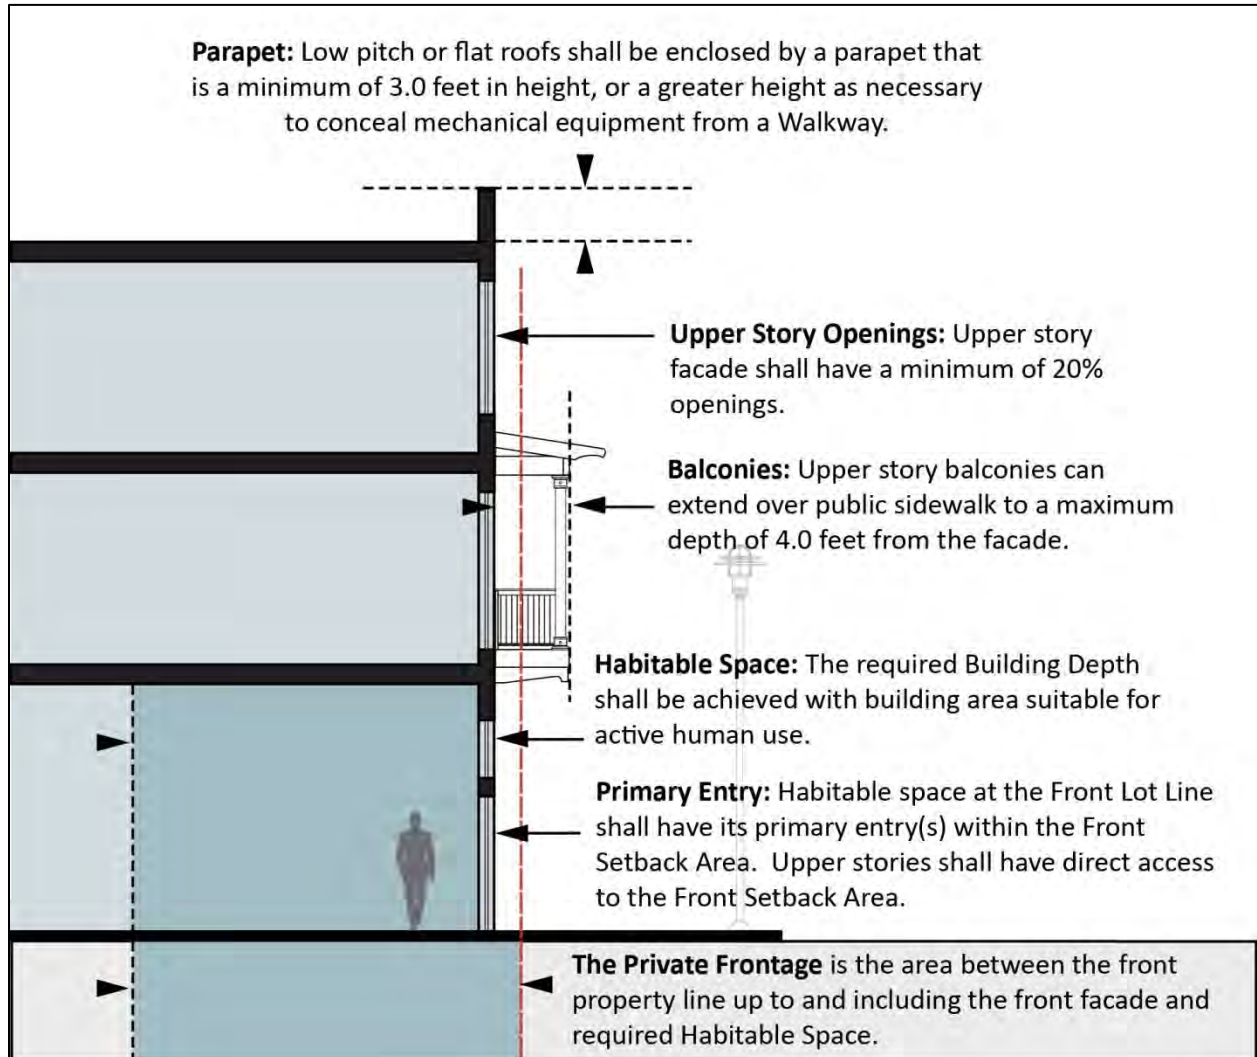 Parapet: Low pitch or flat roofs shall be enclosed by a parapet that
is a minimum of 3.0 feet in height, or a greater height as necessary
to conceal mechanical equipment from a Walkway.
Upper Story Openings: Upper story
facade shall have a minimum of 20%
openings.
Balconies: Upper story balconies can
extend over public sidewalk to a maximum
depth of 4.0 feet from the facade.
Habitable Space: The required Building Depth
shall be achieved with building area suitable for
active human use.
Primary Entry: Habitable space at the Front Lot Line
shall have its primary entry(s) within the Front
Setback Area. Upper stories shall have direct access
to the Front Setback Area.
The Private Frontage is the area between the front
property line up to and including the front facade and
required Habitable Space.